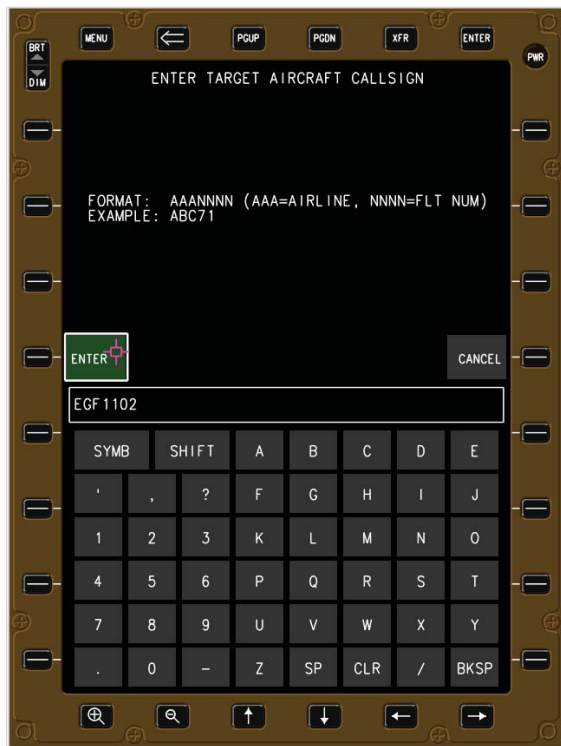 MENU PGUP PGDN XFR ENTER
BRT
DIM
PWR
ENTER TARGET AIRCRAFT CALLSIGN
FORMAT: AAANNNN (AAA=AIRLINE, NNNN=FLT NUM)
EXAMPLE: ABC71
ENTER CANCEL
EGF1102
SYMB SHIFT A B C D E
' , ? F G H I J
1 2 3 K L M N O
4 5 6 P Q R S T
7 8 9 U V W X Y
. 0 - Z SP CLR / BKSP